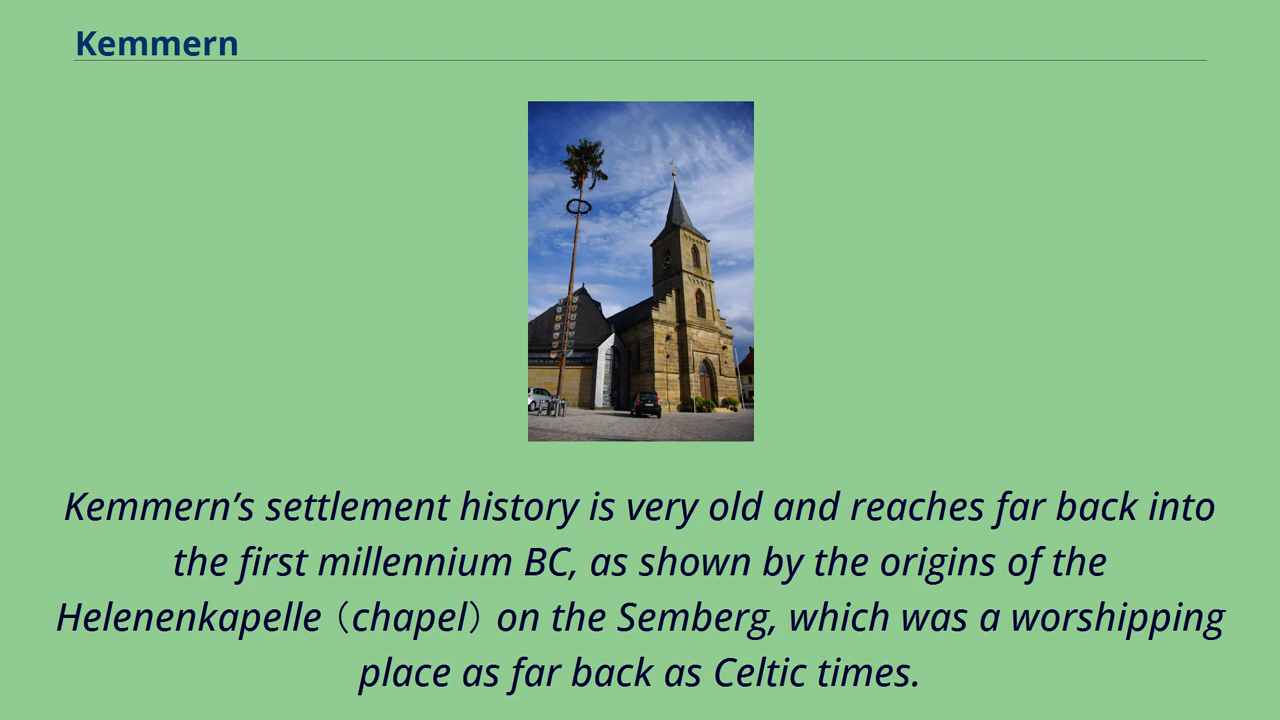 Kemmern
Kemmern’s settlement history is very old and reaches far back into
the first millennium BC, as shown by the origins of the
Helenenkapelle（chapel）on the Semberg, which was a worshipping
place as far back as Celtic times.